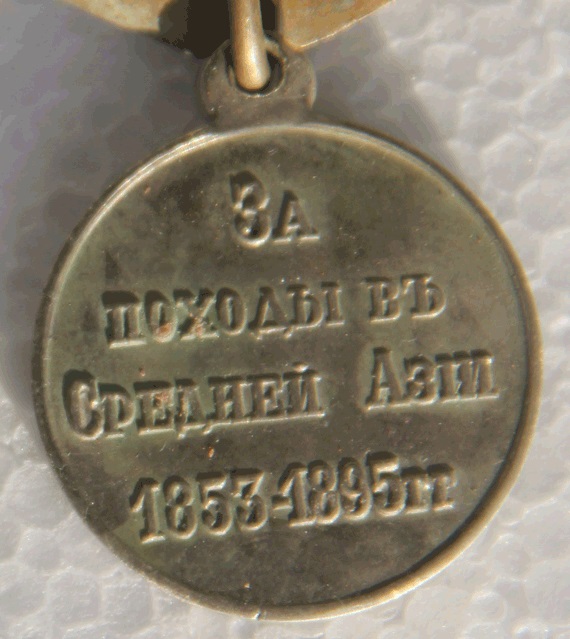 За
походы въ
Средней Азіи
1853-1895гг